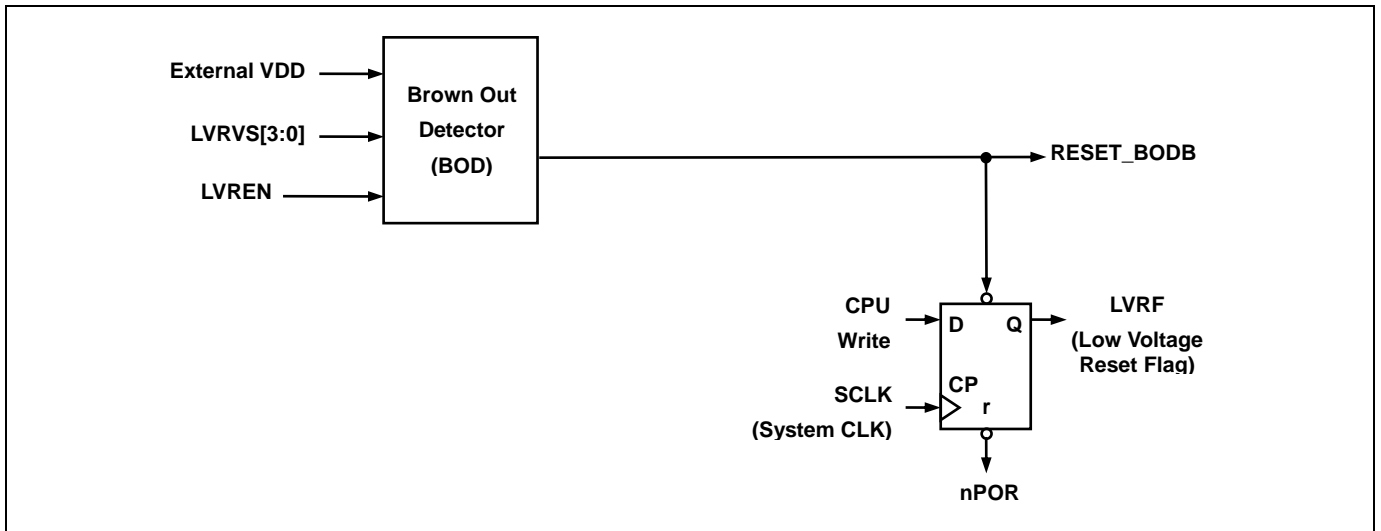 External VDD
LVRVS[3:0]
LVREN
Brown Out
Detector
(BOD)
RESET_BODB
CPU
Write
D
Q
LVRF
(Low Voltage
Reset Flag)
SCLK
(System CLK)
CP
r
nPOR